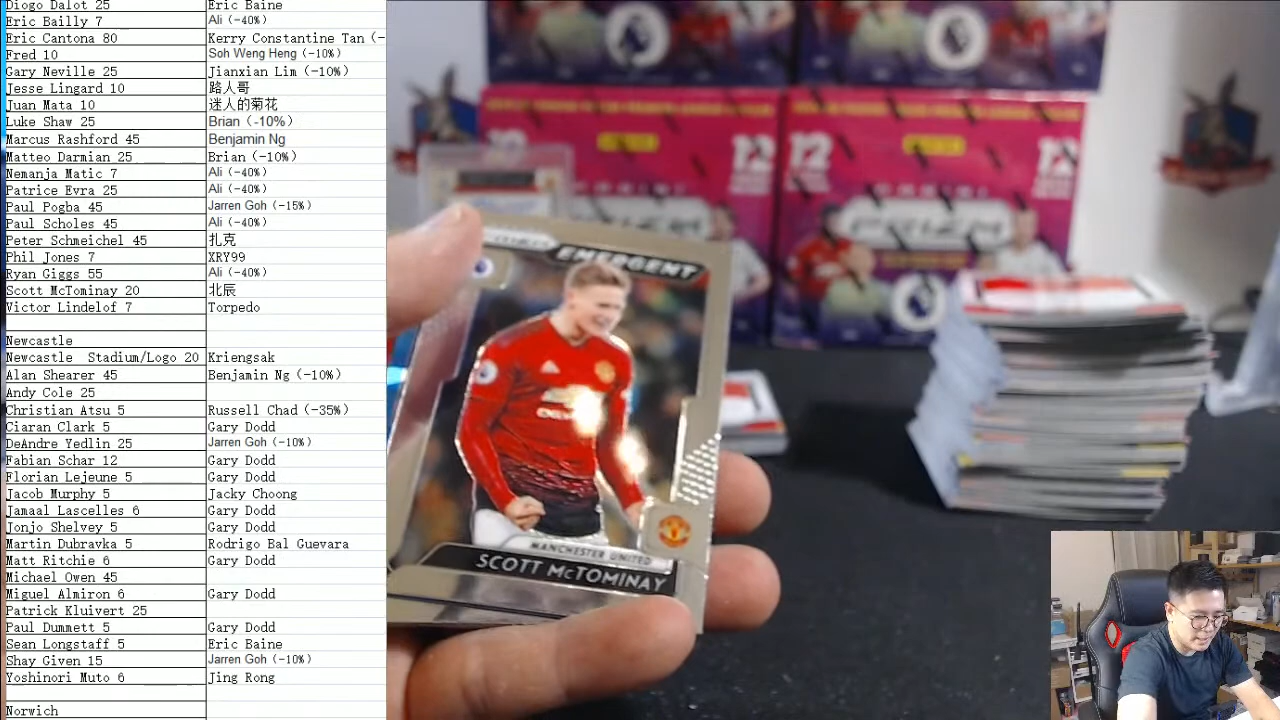 Diogo Dalot 25 Eric Baine
Eric Bailly 7 Ali (-40%)
Eric Cantona 80 Kerry Constantine Tan (-
Fred 10 Soh Weng Heng (-10%)
Gary Neville 25 Jianxian Lim (-10%)
Jesse Lingard 10 路人哥
Juan Mata 10 迷人的菊花
Luke Shaw 25 Brian (-10%)
Marcus Rashford 45 Benjamin Ng
Matteo Darmian 25 Brian (-10%)
Nemanja Matic 7 Ali (-40%)
Patrice Evra 25 Ali (-40%)
Paul Pogba 45 Jarren Goh (-15%)
Paul Scholes 45 Ali (-40%)
Peter Schmeichel 45 扎克
Phil Jones 7 XRY99
Ryan Giggs 55 Ali (-40%)
Scott McTominay 20 北辰
Victor Lindelof 7 Torpedo
Newcastle
Newcastle Stadium/Logo 20 Kriengsak
Alan Shearer 45 Benjamin Ng (-10%)
Andy Cole 25
Christian Atsu 5 Russell Chad (-35%)
Ciaran Clark 5 Gary Dodd
DeAndre Yedlin 25 Jarren Goh (-10%)
Fabian Schar 12 Gary Dodd
Florian Lejeune 5 Gary Dodd
Jacob Murphy 5 Jacky Choong
Jamaal Lascelles 6 Gary Dodd
Jonjo Shelvey 5 Gary Dodd
Martin Dubravka 5 Rodrigo Bal Guevara
Matt Ritchie 6 Gary Dodd
Michael Owen 45
Miguel Almiron 6 Gary Dodd
Patrick Kluivert 25
Paul Dummett 5 Gary Dodd
Sean Longstaff 5 Eric Baine
Shay Given 15 Jarren Goh (-10%)
Yoshinori Muto 6 Jing Rong
Norwich
EMERGENT
MANCHESTER UNITED
SCOTT McTOMINAY
12
12
PRIZM